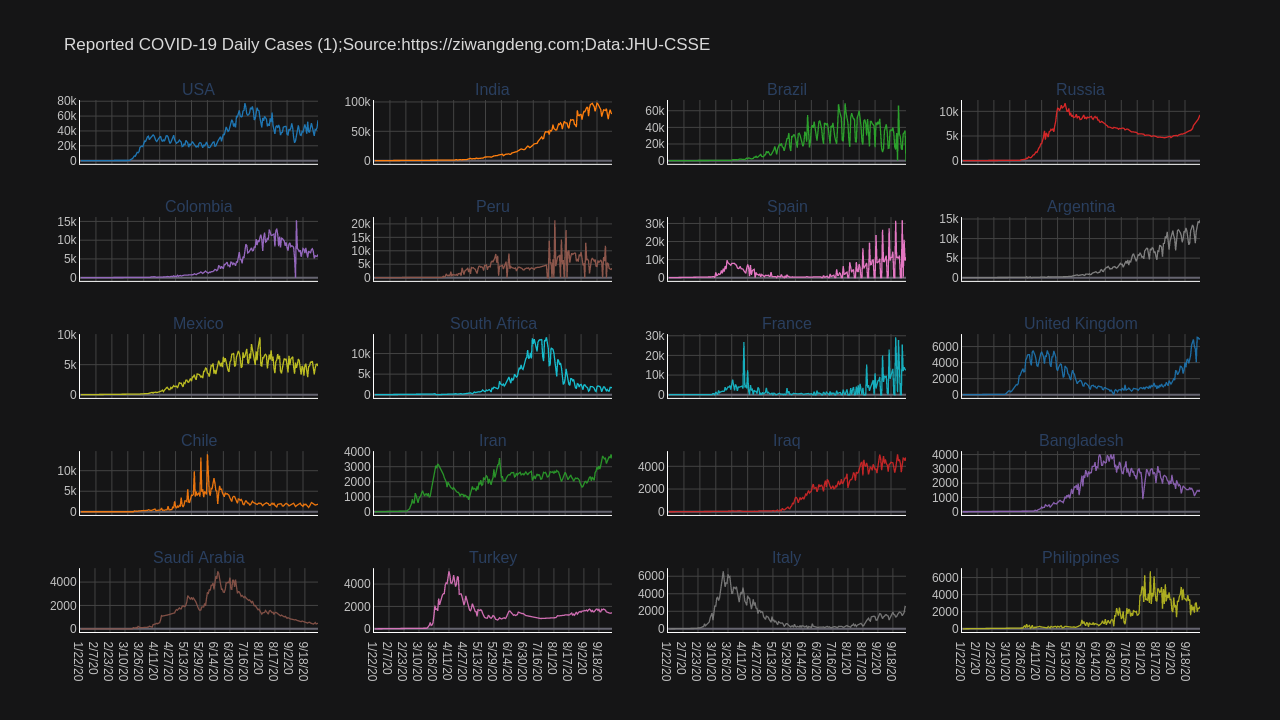 Reported COVID-19 Daily Cases (1);Source:https://ziwangdeng.com;Data:JHU-CSSE
USA
India
Brazil
Russia
80k
60k
40k
20k
0
100k
50k
0
60k
40k
20k
0
10k
5k
0
Colombia
Peru
Spain
Argentina
15k
10k
5k
0
20k
15k
10k
5k
0
30k
20k
10k
0
15k
10k
5k
0
Mexico
South Africa
France
United Kingdom
10k
5k
0
10k
5k
0
30k
20k
10k
0
6000
4000
2000
0
Chile
Iran
Iraq
Bangladesh
10k
5k
0
4000
3000
2000
1000
0
4000
2000
0
4000
3000
2000
1000
0
Saudi Arabia
Turkey
Italy
Philippines
4000
2000
0
4000
2000
0
6000
4000
2000
0
6000
4000
2000
0
1/22/20
2/7/20
2/23/20
3/10/20
3/26/20
4/11/20
4/27/20
5/13/20
5/29/20
6/14/20
6/30/20
7/16/20
8/1/20
8/17/20
9/2/20
9/18/20
1/22/20
2/7/20
2/23/20
3/10/20
3/26/20
4/11/20
4/27/20
5/13/20
5/29/20
6/14/20
6/30/20
7/16/20
8/1/20
8/17/20
9/2/20
9/18/20
1/22/20
2/7/20
2/23/20
3/10/20
3/26/20
4/11/20
4/27/20
5/13/20
5/29/20
6/14/20
6/30/20
7/16/20
8/1/20
8/17/20
9/2/20
9/18/20
1/22/20
2/7/20
2/23/20
3/10/20
3/26/20
4/11/20
4/27/20
5/13/20
5/29/20
6/14/20
6/30/20
7/16/20
8/1/20
8/17/20
9/2/20
9/18/20